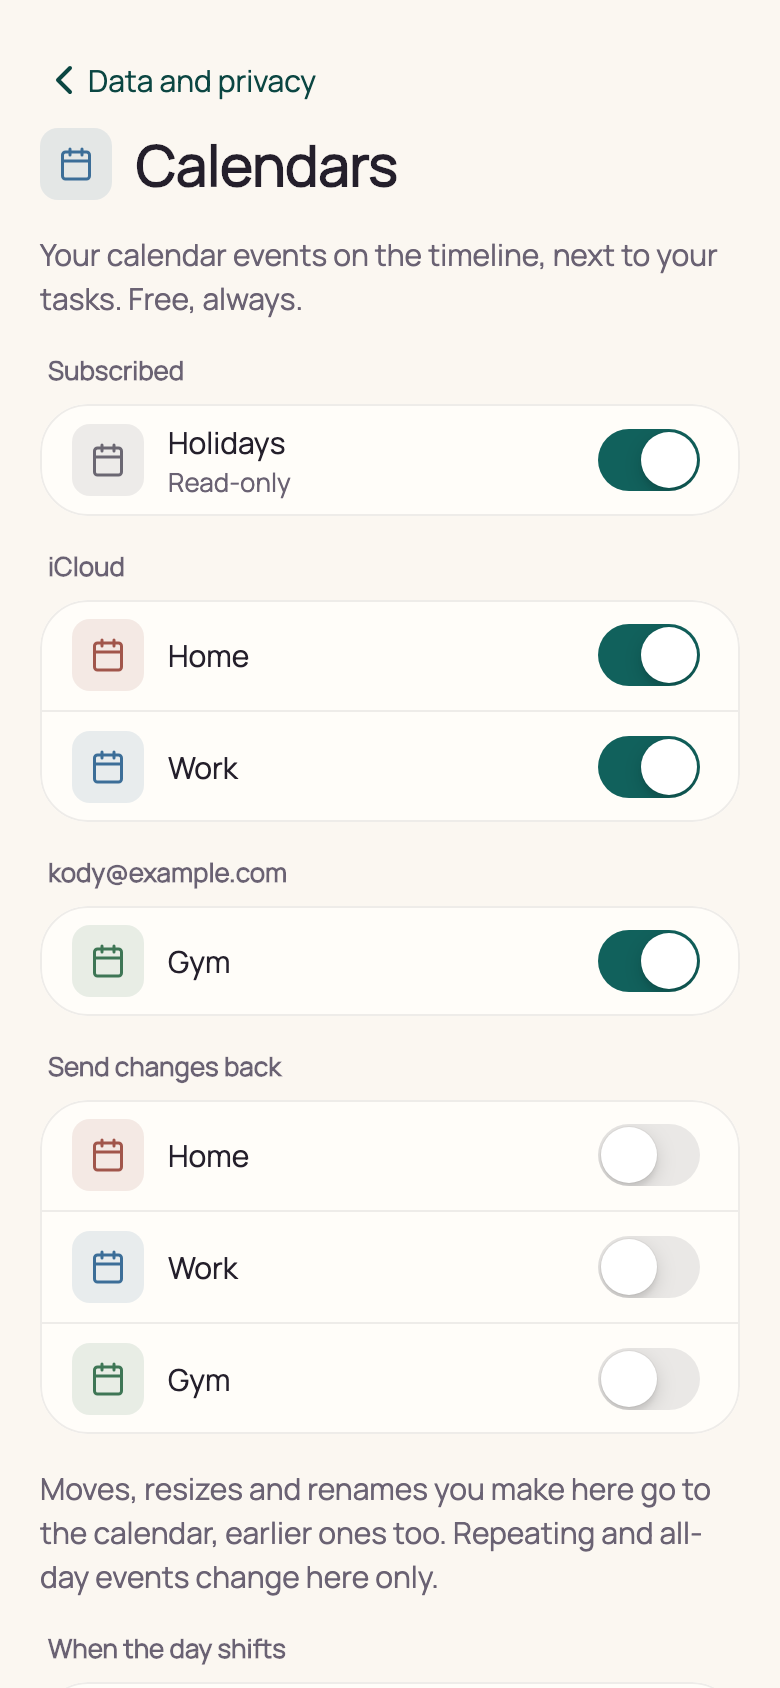 Data and privacy
Calendars
Your calendar events on the timeline, next to your
tasks. Free, always.
Subscribed
Holidays
Read-only
iCloud
Home
Work
kody@example.com
Gym
Send changes back
Home
Work
Gym
Moves, resizes and renames you make here go to
the calendar, earlier ones too. Repeating and all-
day events change here only.
When the day shifts